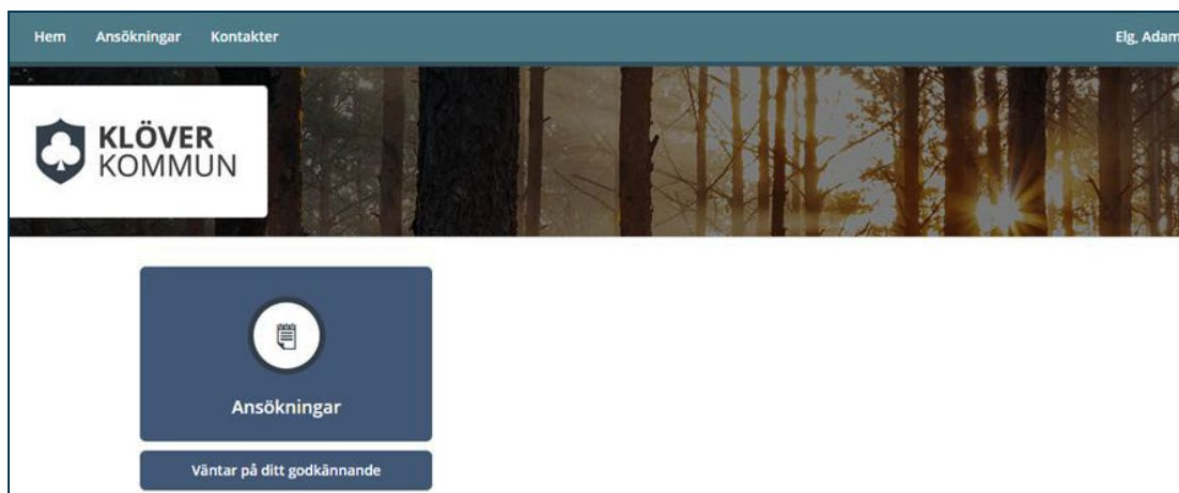 Hem Ansökningar Kontakter Elg, Adam
KLÖVER
KOMMUN
Ansökningar
Väntar på ditt godkännande